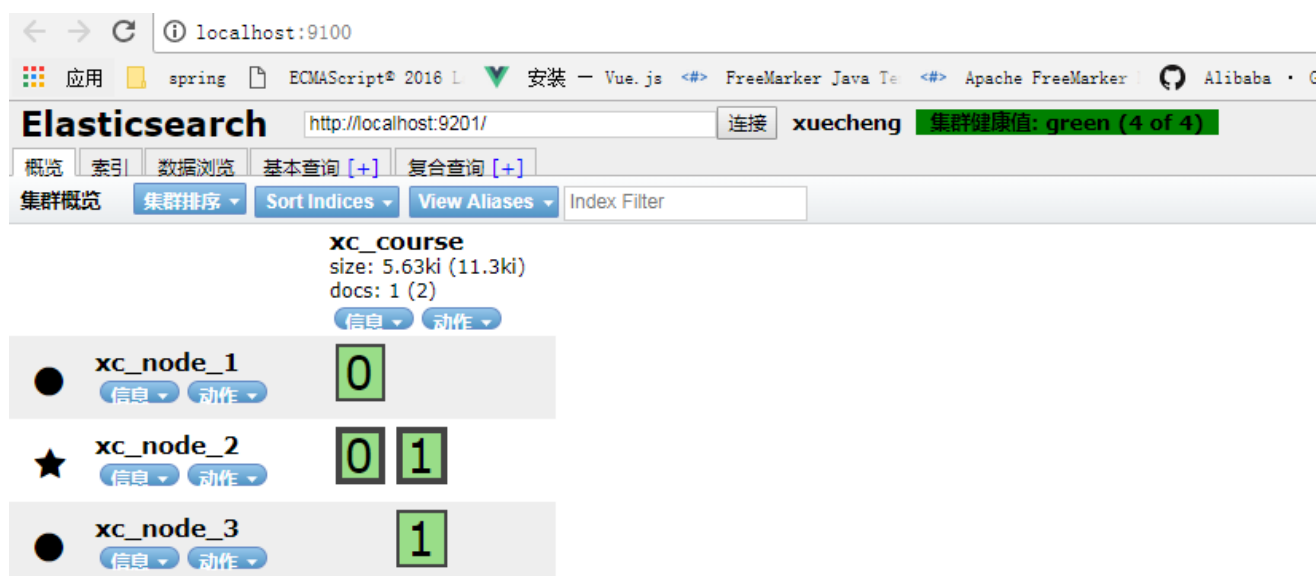 localhost:9100
应用 spring ECMAScript® 2016 L 安装 — Vue.js FreeMarker Java Te Apache FreeMarker Alibaba · G
Elasticsearch http://localhost:9201/ 连接 xuecheng 集群健康值: green (4 of 4)
概览 索引 数据浏览 基本查询 [+] 复合查询 [+]
集群概览 集群排序 Sort Indices View Aliases Index Filter
xc_course
size: 5.63ki (11.3ki)
docs: 1 (2)
信息 动作
xc_node_1 0
信息 动作
xc_node_2 0 1
信息 动作
xc_node_3 1
信息 动作